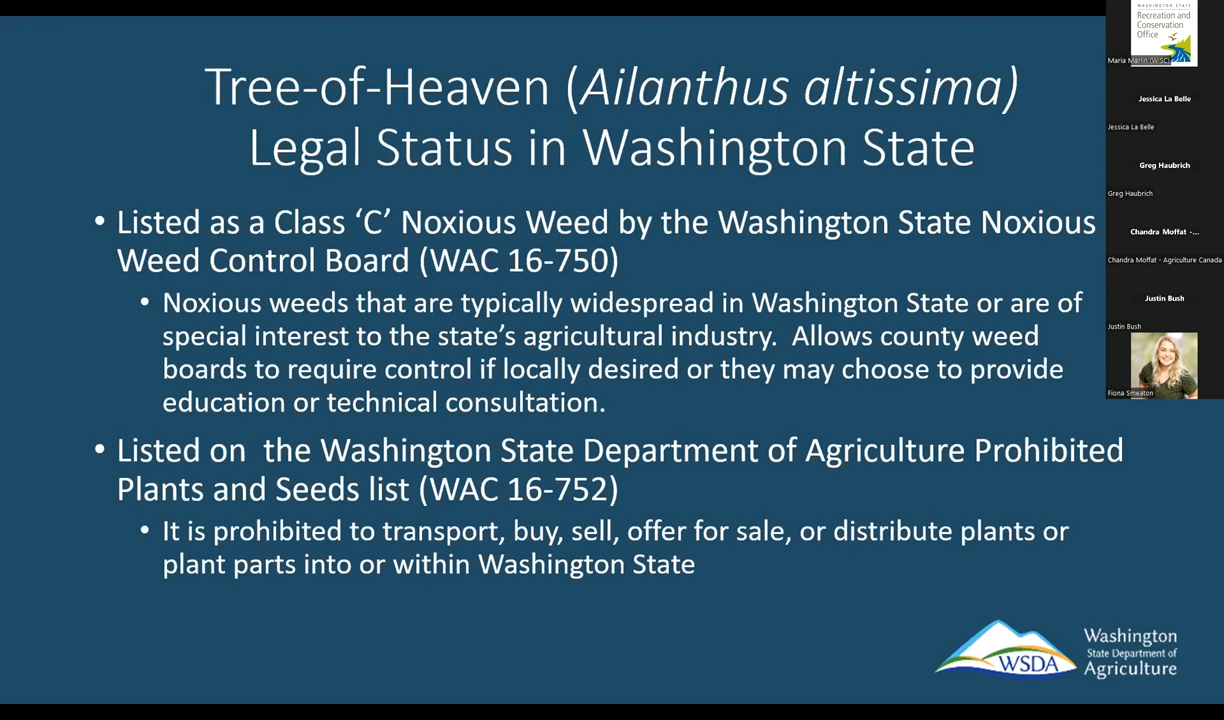 Tree-of-Heaven (Ailanthus altissima)
Legal Status in Washington State
• Listed as a Class ‘C’ Noxious Weed by the Washington State Noxious
Weed Control Board (WAC 16-750)
• Noxious weeds that are typically widespread in Washington State or are of
special interest to the state’s agricultural industry.  Allows county weed
boards to require control if locally desired or they may choose to provide
education or technical consultation.
• Listed on  the Washington State Department of Agriculture Prohibited
Plants and Seeds list (WAC 16-752)
• It is prohibited to transport, buy, sell, offer for sale, or distribute plants or
plant parts into or within Washington State
WSDA
Washington
State Department of
Agriculture
WASHINGTON STATE
Recreation and
Conservation
Office
Maria Marlin (WISC)
Jessica La Belle
Jessica La Belle
Greg Haubrich
Greg Haubrich
Chandra Moffat -...
Chandra Moffat - Agriculture Canada
Justin Bush
Justin Bush
Fiona Smeaton